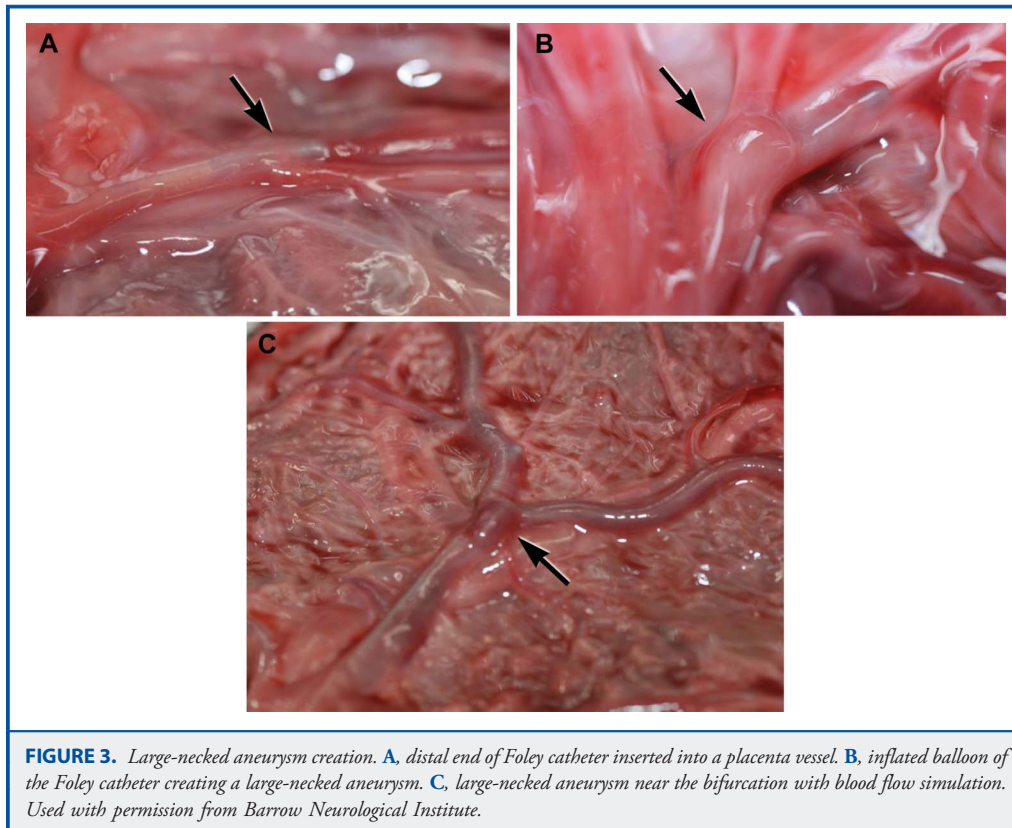 A
B
C
FIGURE 3. Large-necked aneurysm creation. A, distal end of Foley catheter inserted into a placenta vessel. B, inflated balloon of
the Foley catheter creating a large-necked aneurysm. C, large-necked aneurysm near the bifurcation with blood flow simulation.
Used with permission from Barrow Neurological Institute.